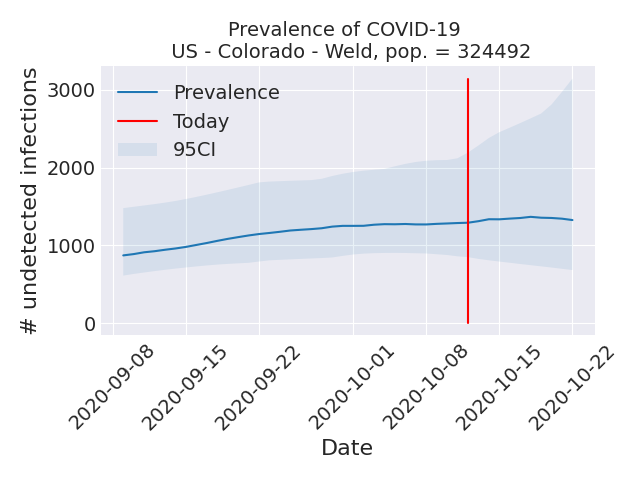 Prevalence of COVID-19
US - Colorado - Weld, pop. = 324492
Prevalence
Today
95CI
# undetected infections
3000
2000
1000
0
2020-09-08
2020-09-15
2020-09-22
2020-10-01
2020-10-08
2020-10-15
2020-10-22
Date